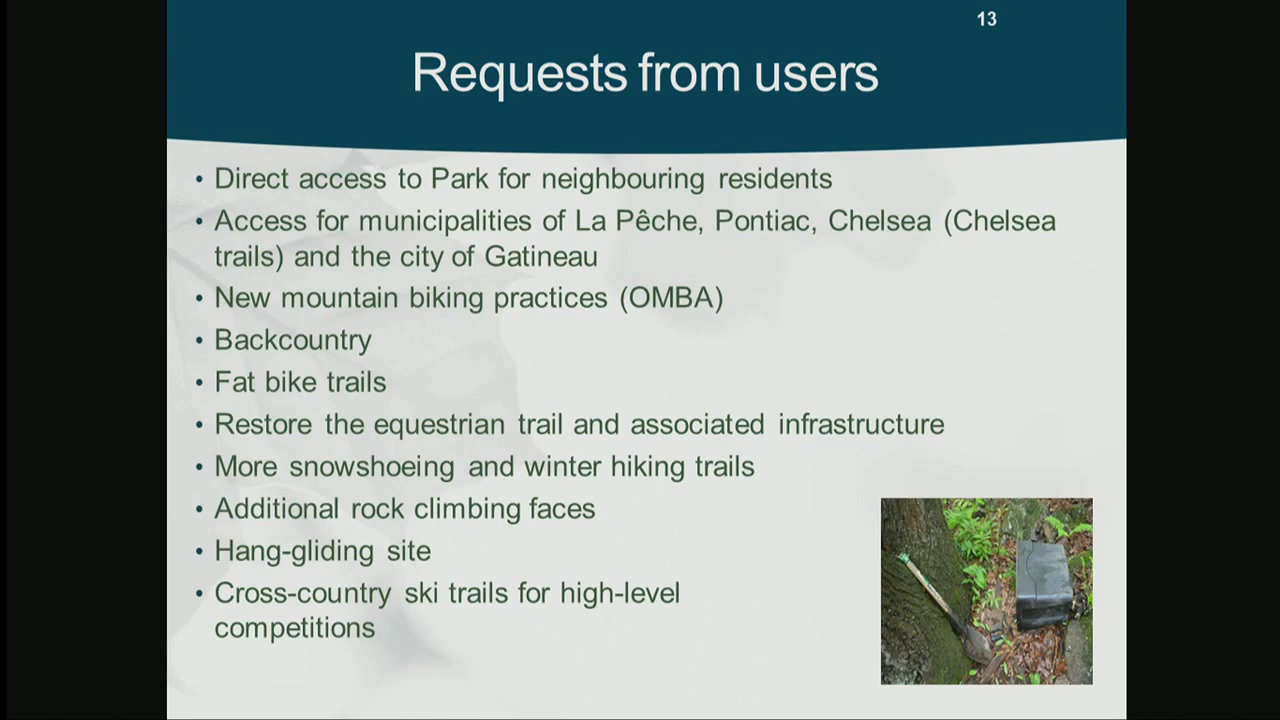 13
Requests from users
• Direct access to Park for neighbouring residents
• Access for municipalities of La Pêche, Pontiac, Chelsea (Chelsea
trails) and the city of Gatineau
• New mountain biking practices (OMBA)
• Backcountry
• Fat bike trails
• Restore the equestrian trail and associated infrastructure
• More snowshoeing and winter hiking trails
• Additional rock climbing faces
• Hang-gliding site
• Cross-country ski trails for high-level
competitions